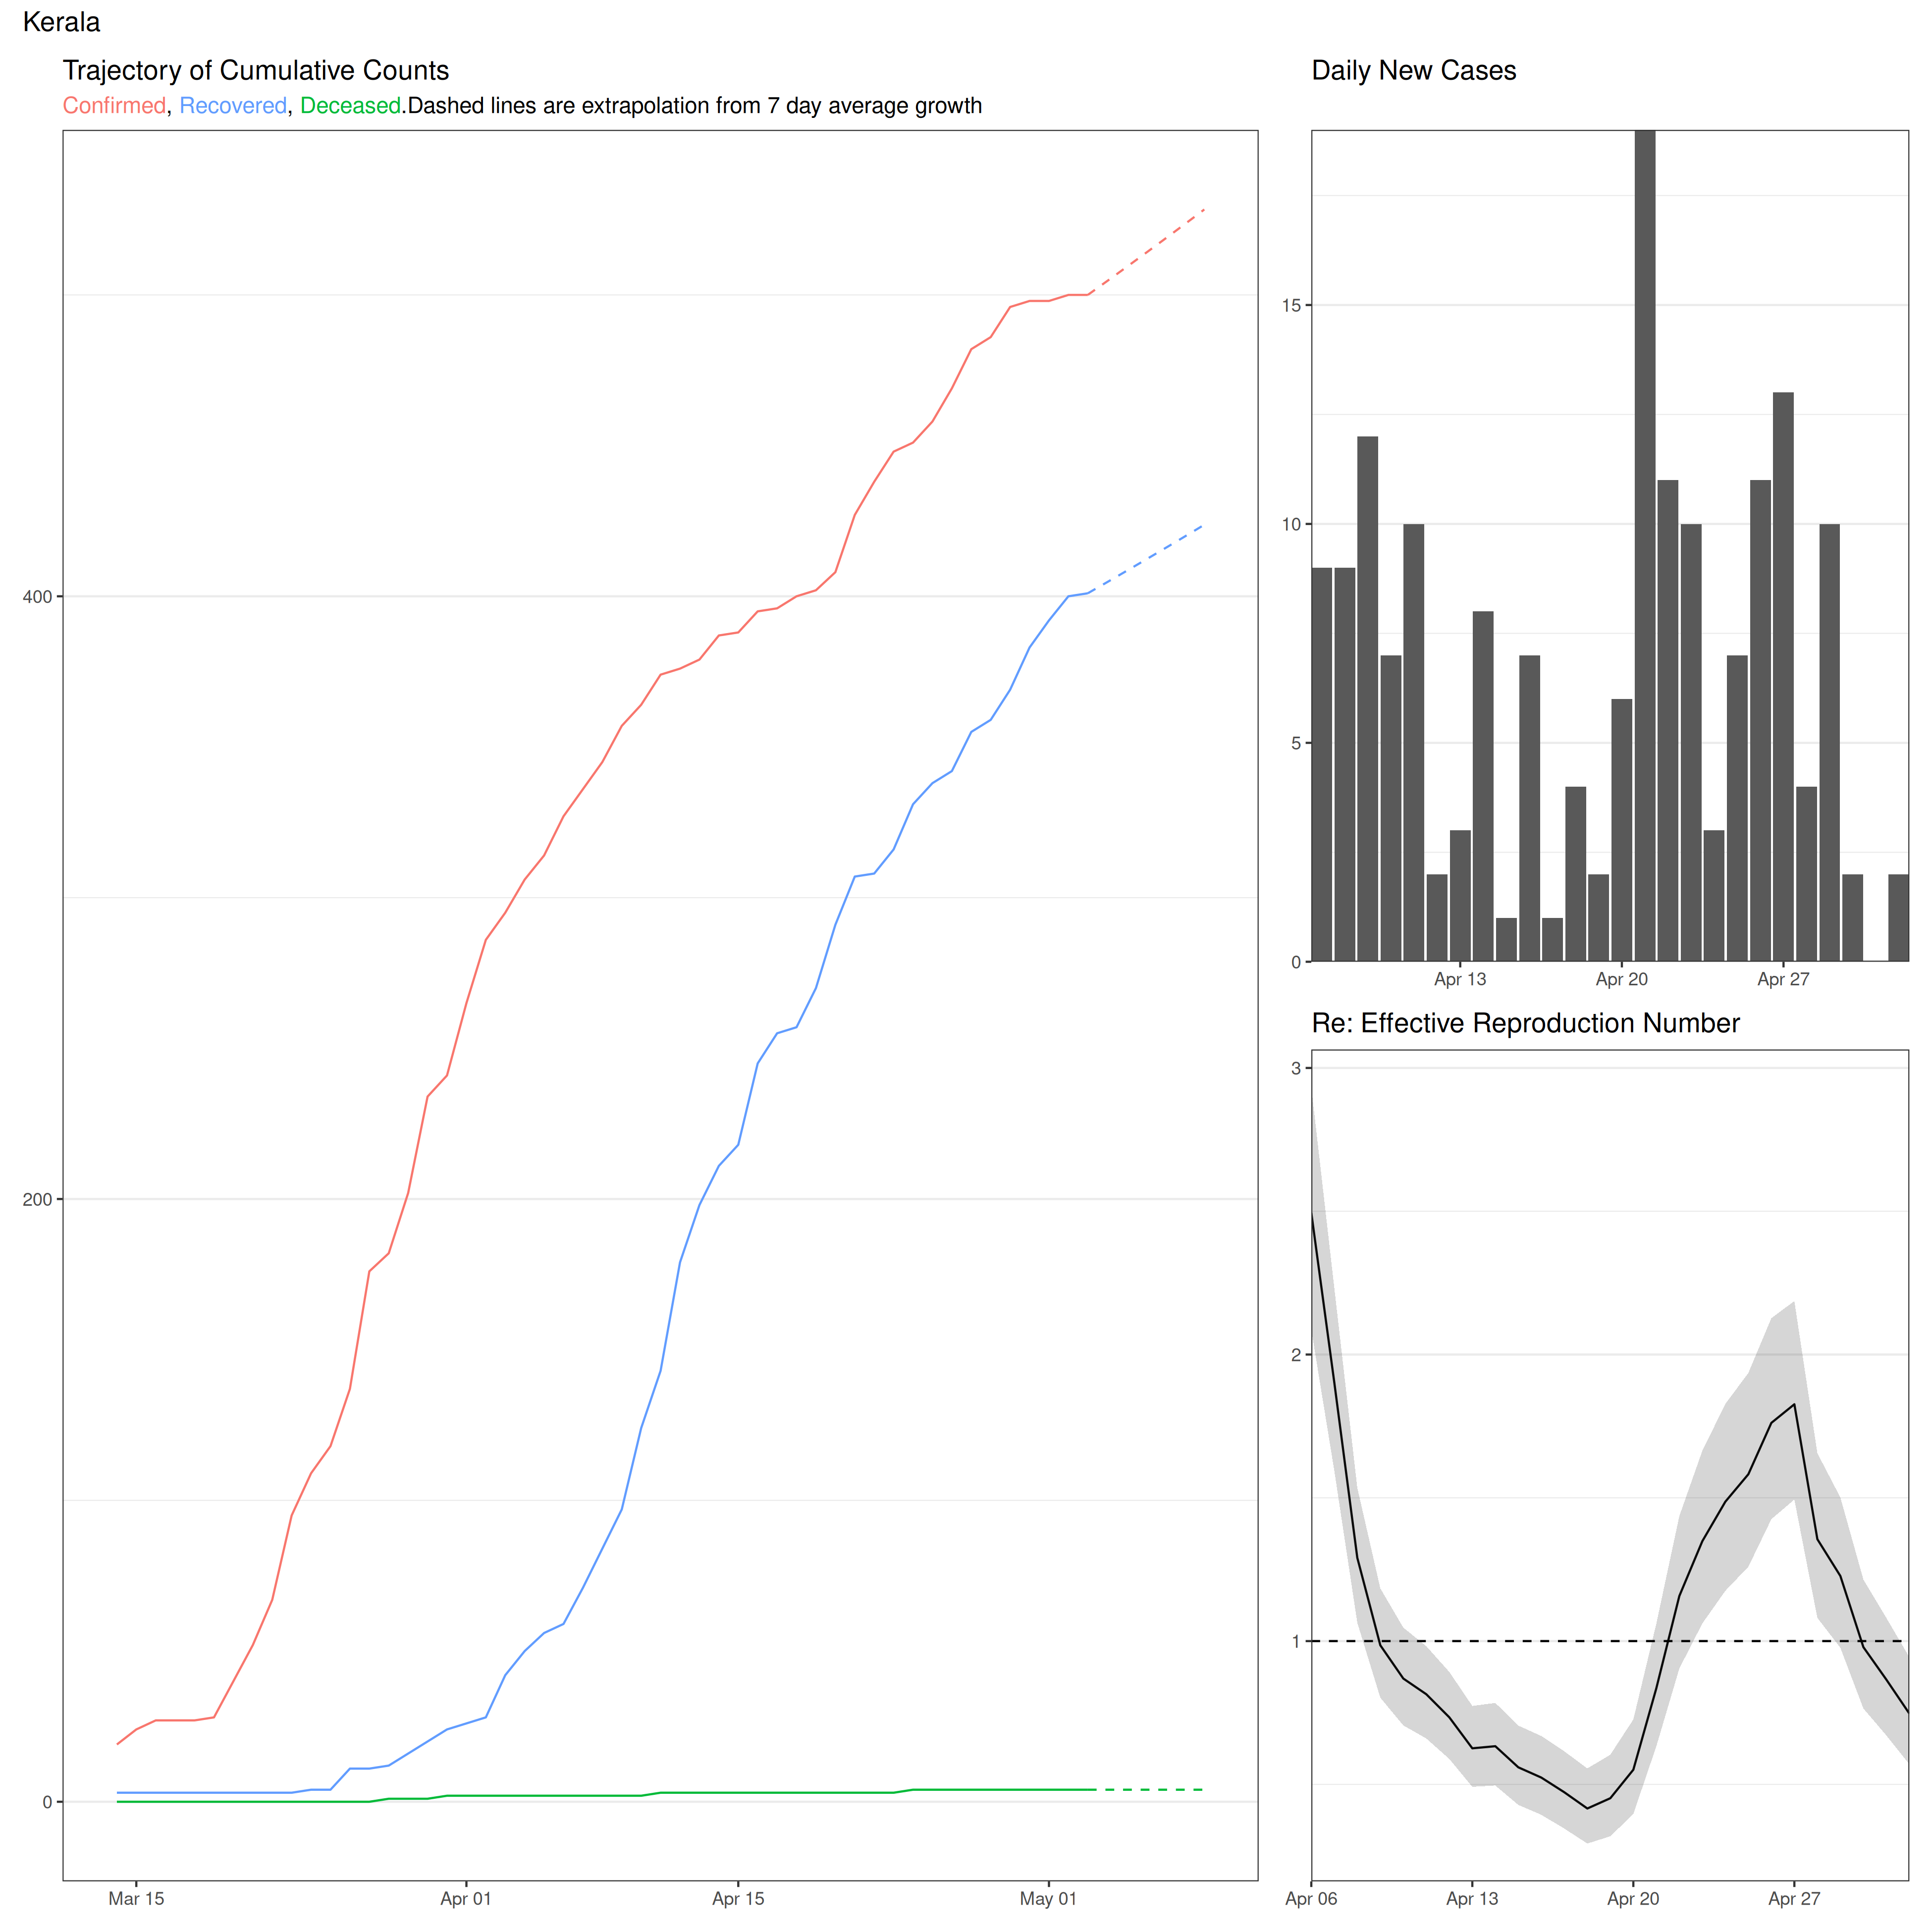 Kerala
Trajectory of Cumulative Counts
Confirmed, Recovered, Deceased.Dashed lines are extrapolation from 7 day average growth
400
200
0
Mar 15
Apr 01
Apr 15
May 01
Daily New Cases
15
10
5
0
Apr 13
Apr 20
Apr 27
Re: Effective Reproduction Number
3
2
1
Apr 06
Apr 13
Apr 20
Apr 27